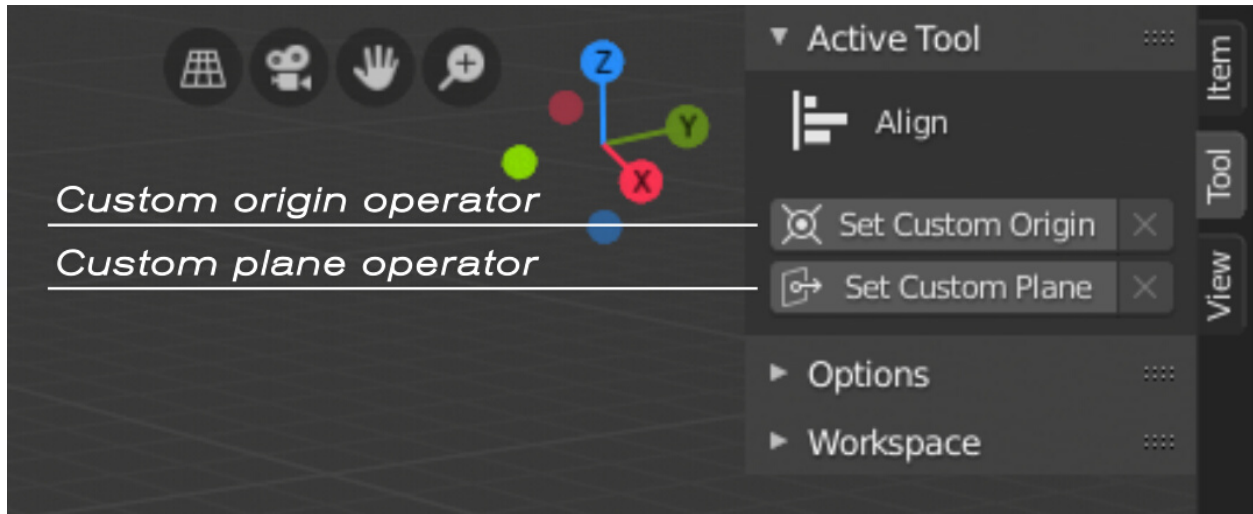 Active Tool
Item
Z
Y
Align
X
Tool
Custom origin operator
Set Custom Origin
Custom plane operator
Set Custom Plane
View
Options
Workspace